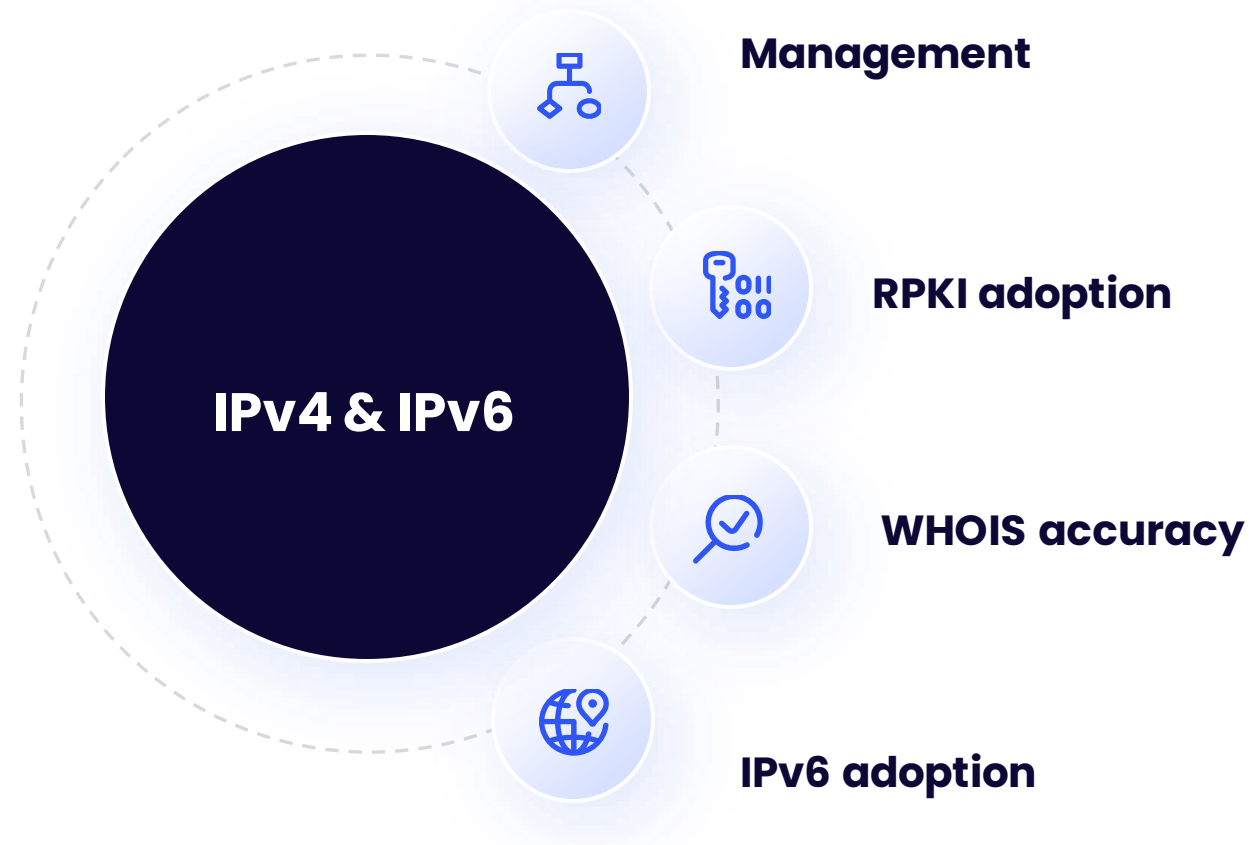 Management
RPKI adoption
IPv4 & IPv6
WHOIS accuracy
IPv6 adoption